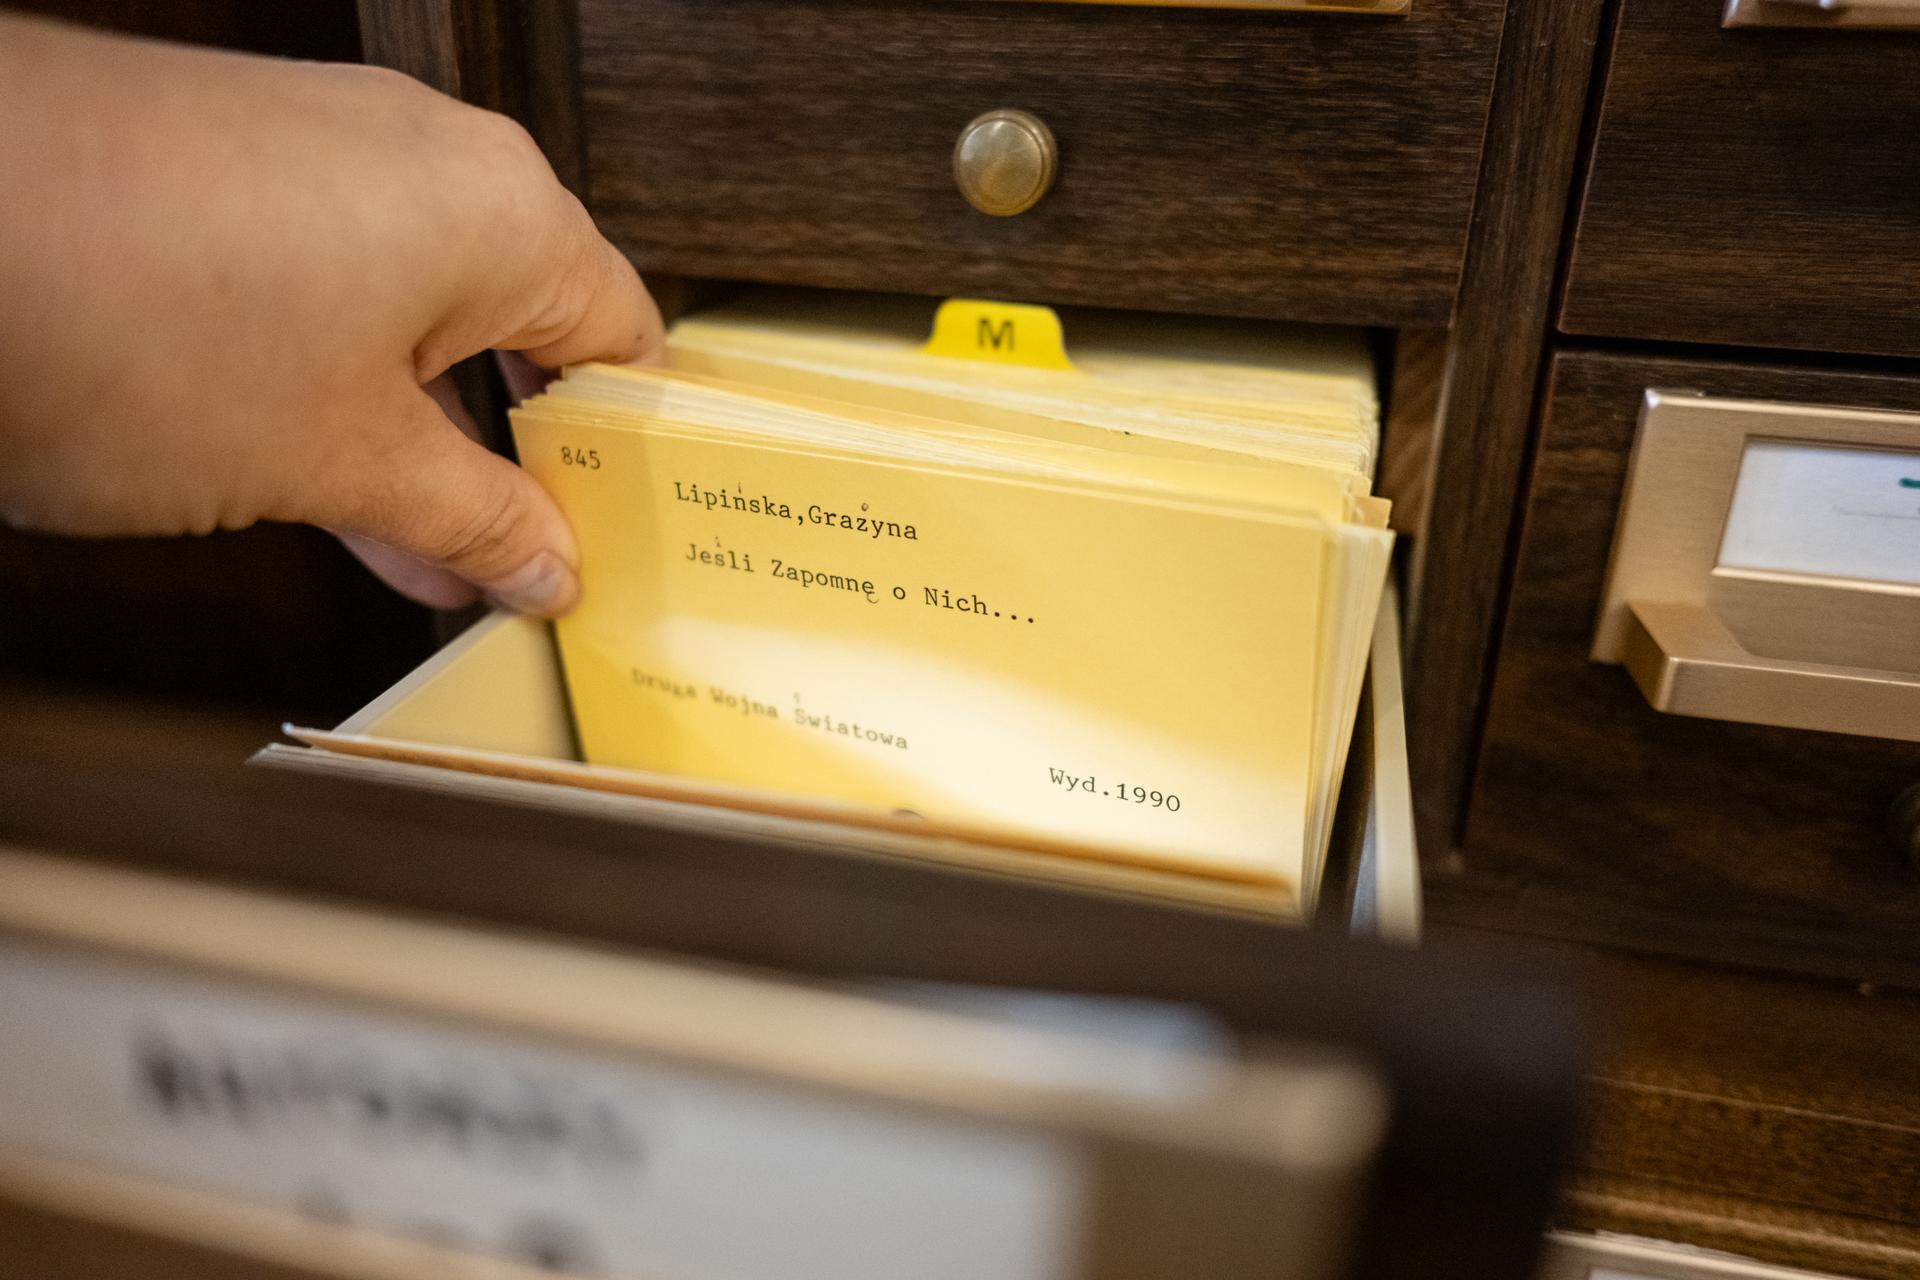 M
845
Lipińska,Grażyna
Jeśli Zapomnę o Nich...
Druga Wojna Światowa
Wyd.1990